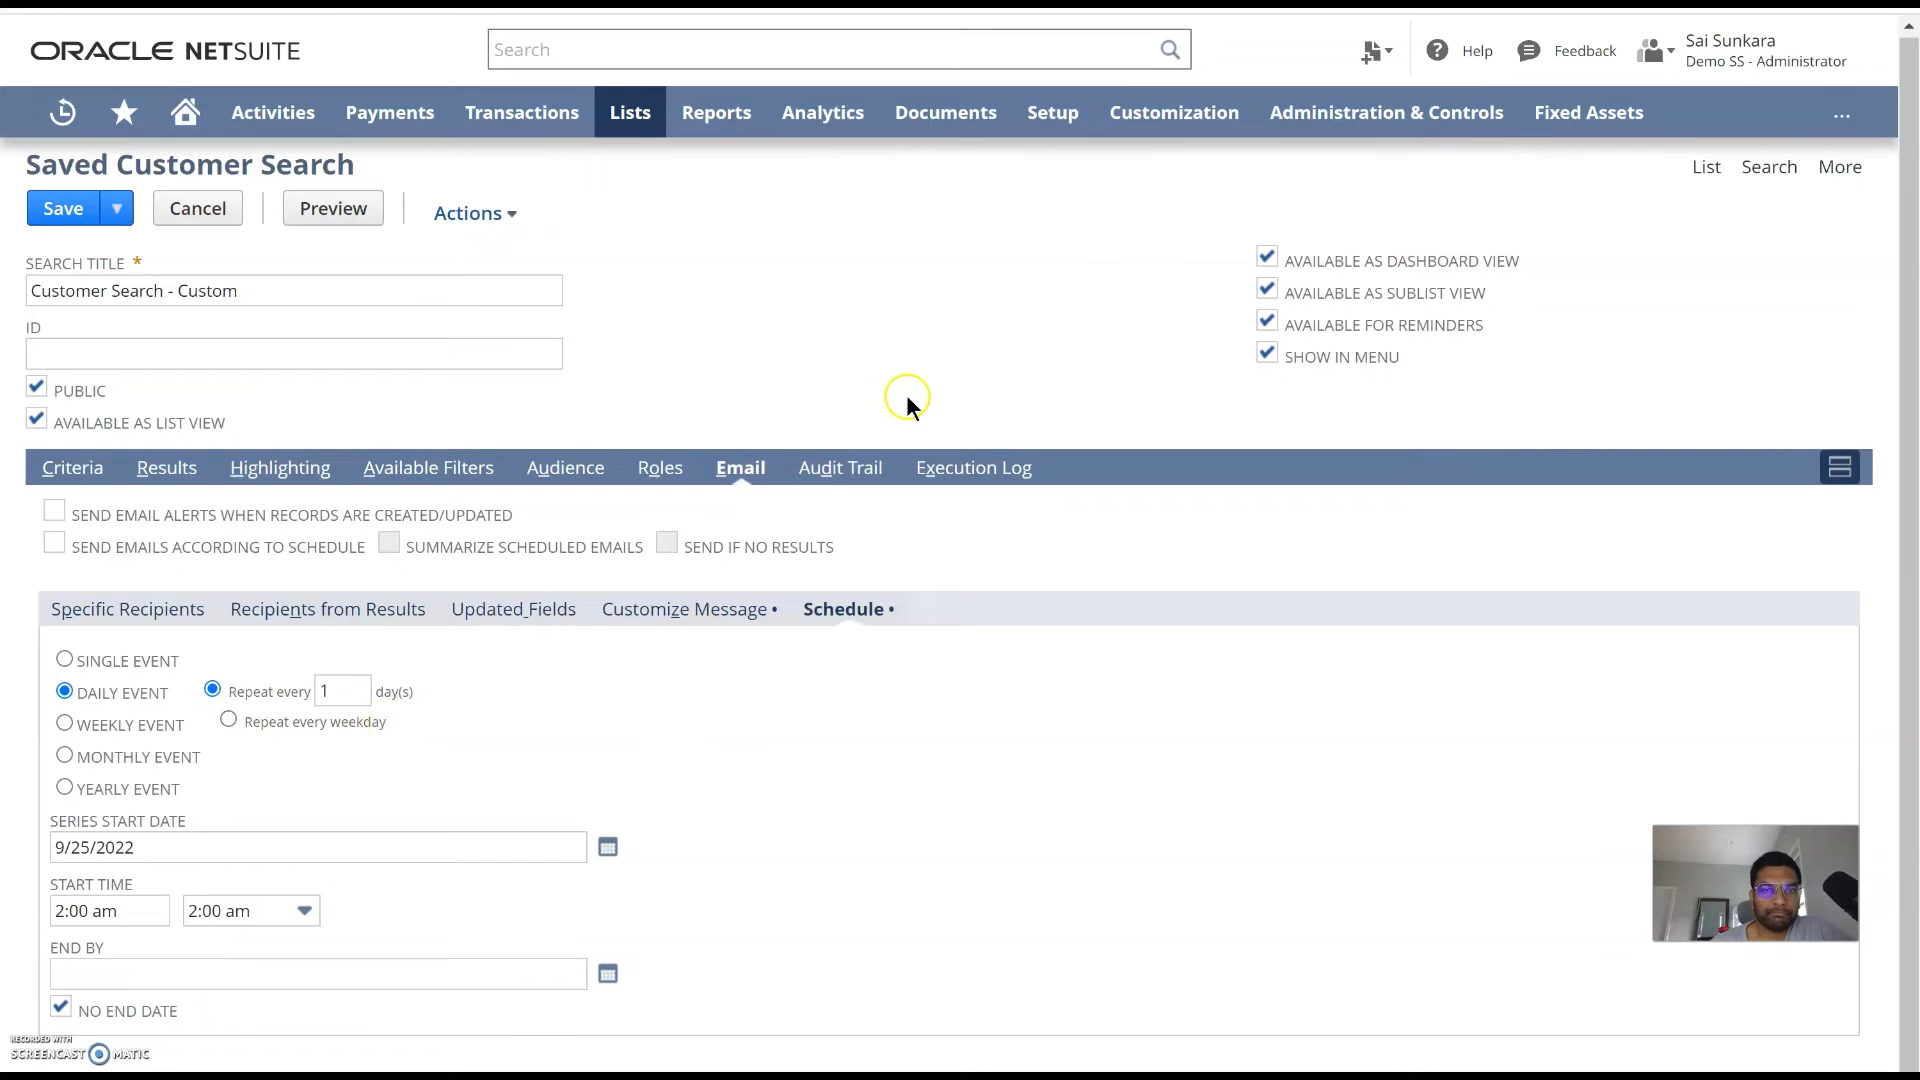 ORACLE NETSUITE
Search
Help
Feedback
Sai Sunkara
Demo SS - Administrator
Activities Payments Transactions Lists Reports Analytics Documents Setup Customization Administration & Controls Fixed Assets ...
Saved Customer Search
List Search More
Save Cancel Preview Actions
SEARCH TITLE *
Customer Search - Custom
ID
PUBLIC
AVAILABLE AS LIST VIEW
AVAILABLE AS DASHBOARD VIEW
AVAILABLE AS SUBLIST VIEW
AVAILABLE FOR REMINDERS
SHOW IN MENU
Criteria Results Highlighting Available Filters Audience Roles Email Audit Trail Execution Log
SEND EMAIL ALERTS WHEN RECORDS ARE CREATED/UPDATED
SEND EMAILS ACCORDING TO SCHEDULE SUMMARIZE SCHEDULED EMAILS SEND IF NO RESULTS
Specific Recipients Recipients from Results Updated Fields Customize Message • Schedule •
SINGLE EVENT
DAILY EVENT Repeat every 1 day(s)
WEEKLY EVENT Repeat every weekday
MONTHLY EVENT
YEARLY EVENT
SERIES START DATE
9/25/2022
START TIME
2:00 am 2:00 am
END BY
NO END DATE
RECORDED WITH
SCREENCAST MATIC